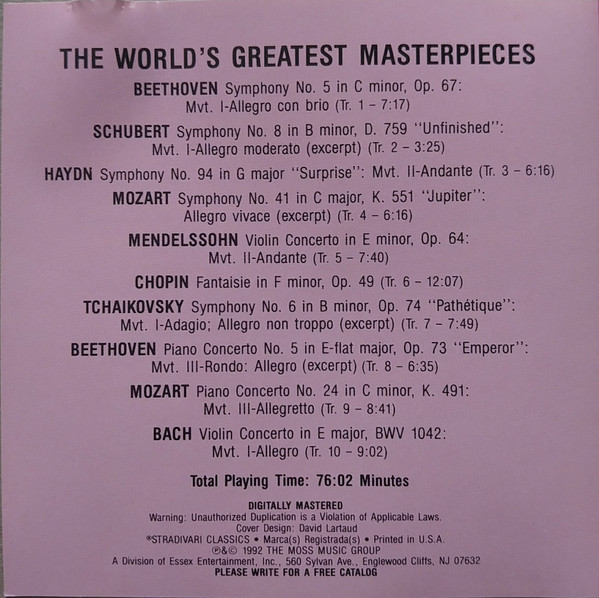 THE WORLD'S GREATEST MASTERPIECES
BEETHOVEN Symphony No. 5 in C minor, Op. 67:
Mvt. I-Allegro con brio (Tr. 1 – 7:17)
SCHUBERT Symphony No. 8 in B minor, D. 759 "Unfinished":
Mvt. I-Allegro moderato (excerpt) (Tr. 2 – 3:25)
HAYDN Symphony No. 94 in G major "Surprise": Mvt. II-Andante (Tr. 3 – 6:16)
MOZART Symphony No. 41 in C major, K. 551 "Jupiter":
Allegro vivace (excerpt) (Tr. 4 – 6:16)
MENDELSSOHN Violin Concerto in E minor, Op. 64:
Mvt. II-Andante (Tr. 5 – 7:40)
CHOPIN Fantaisie in F minor, Op. 49 (Tr. 6 – 12:07)
TCHAIKOVSKY Symphony No. 6 in B minor, Op. 74 "Pathétique":
Mvt. I-Adagio; Allegro non troppo (excerpt) (Tr. 7 – 7:49)
BEETHOVEN Piano Concerto No. 5 in E-flat major, Op. 73 "Emperor":
Mvt. III-Rondo: Allegro (excerpt) (Tr. 8 – 6:35)
MOZART Piano Concerto No. 24 in C minor, K. 491:
Mvt. III-Allegretto (Tr. 9 – 8:41)
BACH Violin Concerto in E major, BWV 1042:
Mvt. I-Allegro (Tr. 10 – 9:02)
Total Playing Time: 76:02 Minutes
DIGITALLY MASTERED
Warning: Unauthorized Duplication is a Violation of Applicable Laws.
Cover Design: David Lartaud
®STRADIVARI CLASSICS • Marca(s) Registrada(s) • Printed in U.S.A.
℗&© 1992 THE MOSS MUSIC GROUP
A Division of Essex Entertainment, Inc., 560 Sylvan Ave., Englewood Cliffs, NJ 07632
PLEASE WRITE FOR A FREE CATALOG